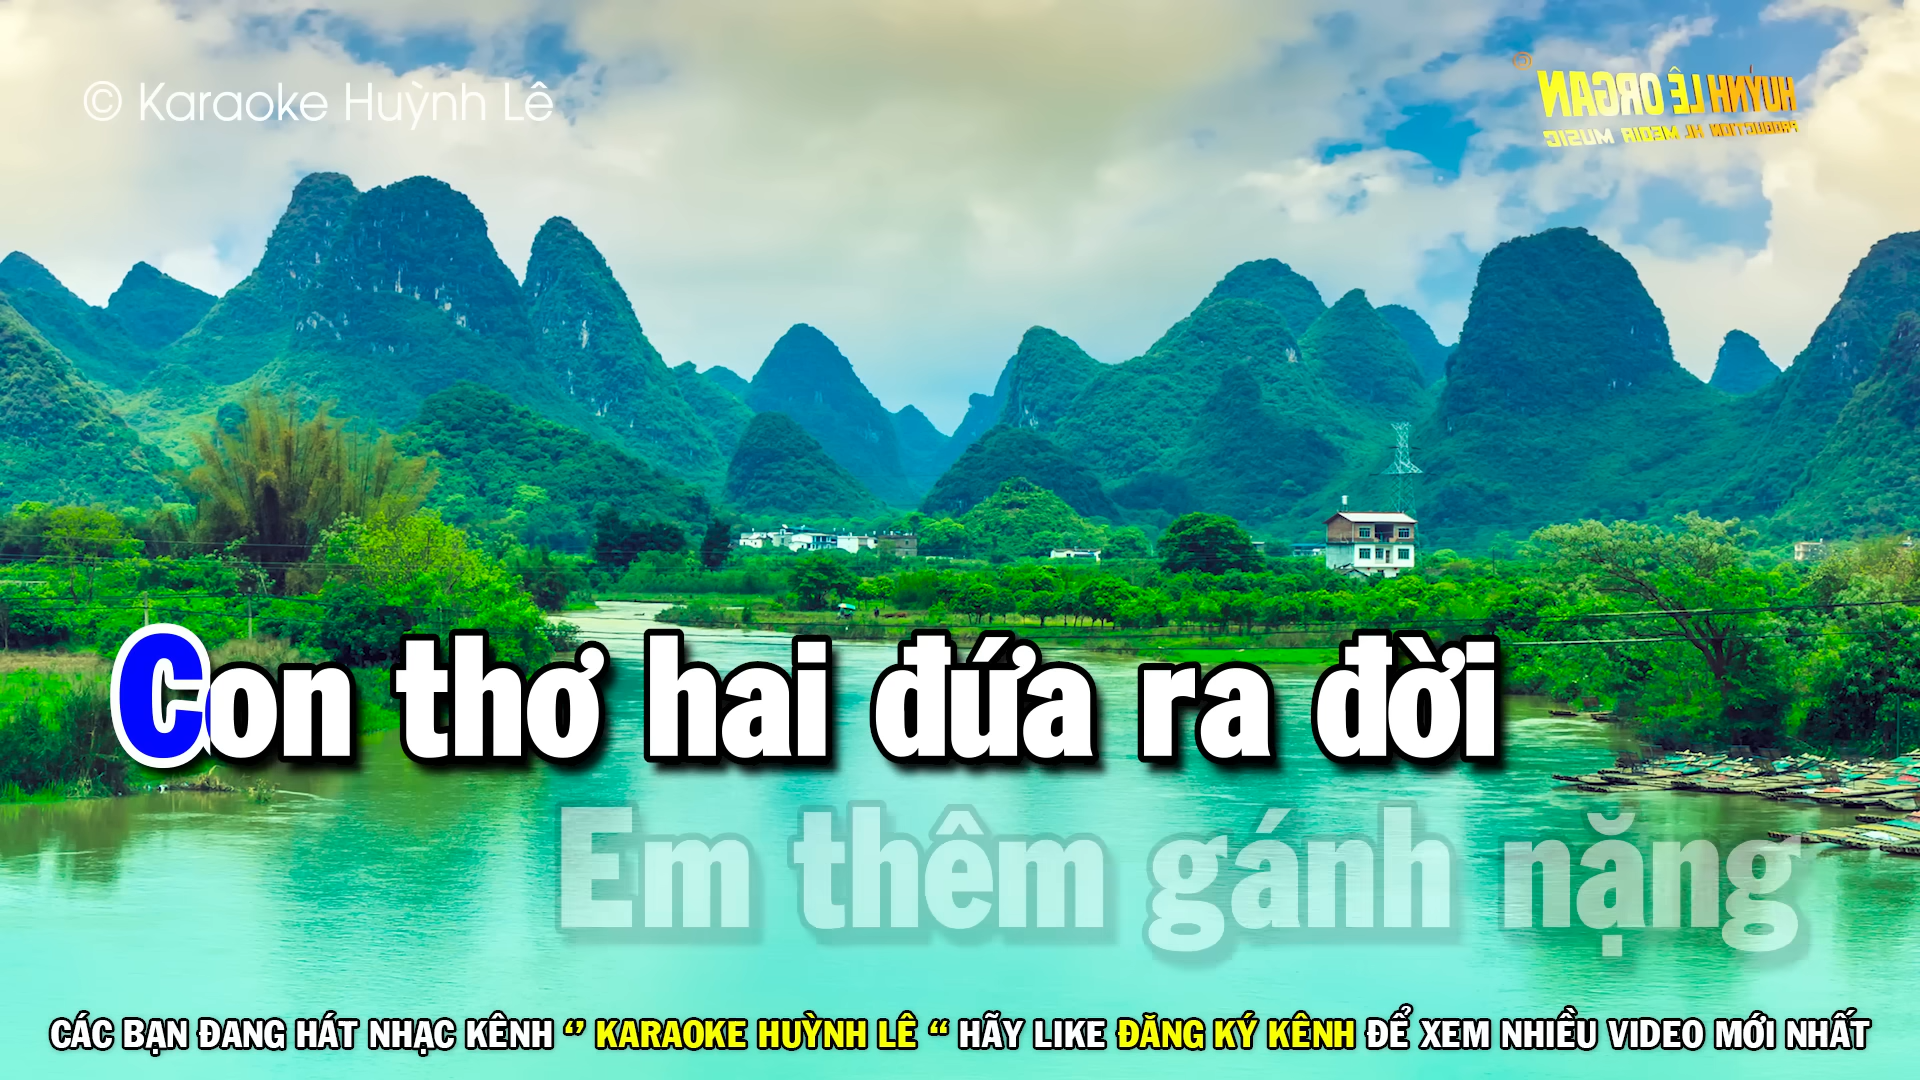 © Karaoke Huỳnh Lê
©
HUỲNH LÊ ORGAN
PRODUCTION HL MEDIA MUSIC
Con thơ hai đứa ra đời
Em thêm gánh nặng
CÁC BẠN ĐANG HÁT NHẠC KÊNH “ KARAOKE HUỲNH LÊ “ HÃY LIKE ĐĂNG KÝ KÊNH ĐỂ XEM NHIỀU VIDEO MỚI NHẤT